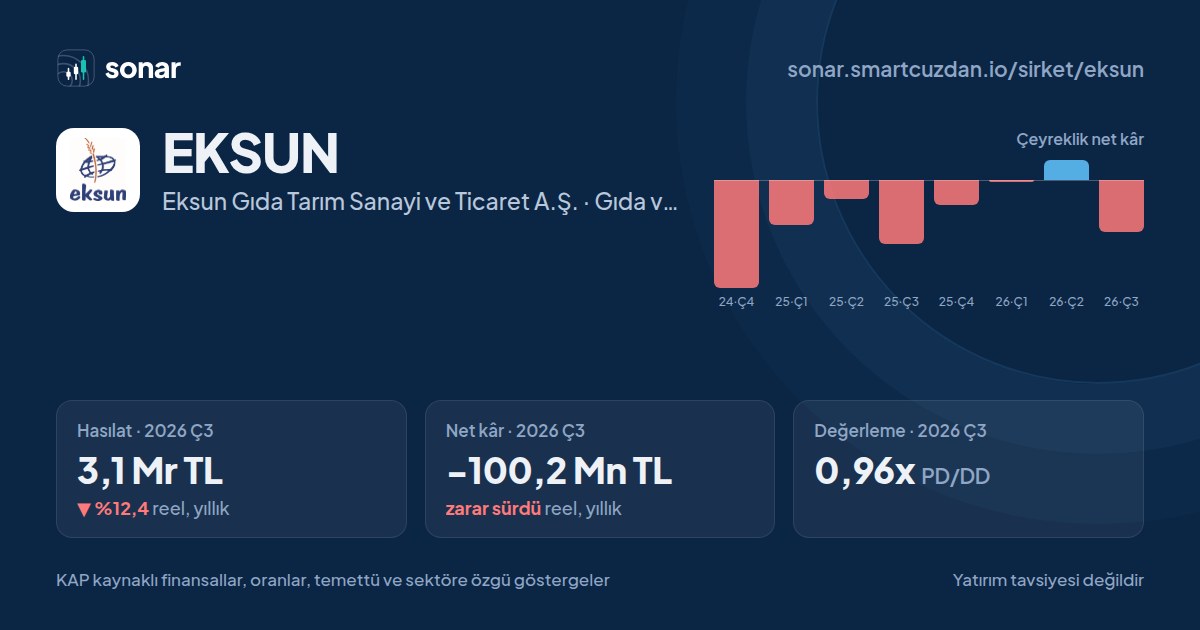 sonar
sonar.smartcuzdan.io/sirket/eksun
eksun
EKSUN
Eksun Gıda Tarım Sanayi ve Ticaret A.Ş. · Gıda v…
Çeyreklik net kâr
24·Ç4 25·Ç1 25·Ç2 25·Ç3 25·Ç4 26·Ç1 26·Ç2 26·Ç3
Hasılat · 2026 Ç3
3,1 Mr TL
▼ %12,4 reel, yıllık
Net kâr · 2026 Ç3
−100,2 Mn TL
zarar sürdü reel, yıllık
Değerleme · 2026 Ç3
0,96x PD/DD
KAP kaynaklı finansallar, oranlar, temettü ve sektöre özgü göstergeler
Yatırım tavsiyesi değildir